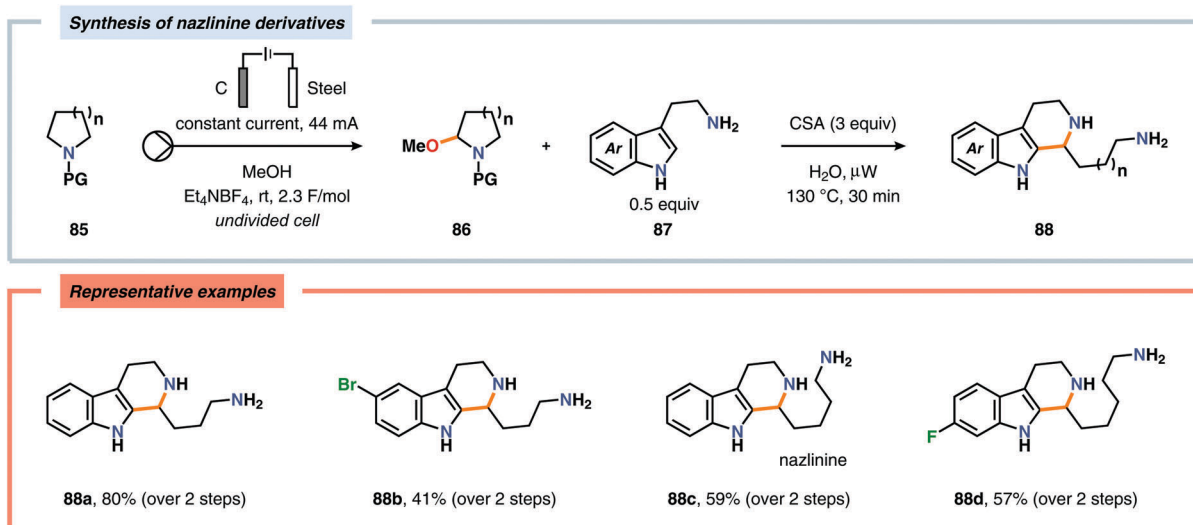 Synthesis of nazlinine derivatives
C
Steel
constant current, 44 mA
MeOH
Et4NBF4, rt, 2.3 F/mol
undivided cell
( )n
N
PG
85
MeO
( )n
N
PG
86
+
NH2
Ar
N
H
0.5 equiv
87
CSA (3 equiv)
H2O, µW
130 °C, 30 min
NH
NH2
Ar
N
H
( )n
88
Representative examples
NH
NH2
N
H
88a, 80% (over 2 steps)
Br
NH
NH2
N
H
88b, 41% (over 2 steps)
NH2
NH
N
H
nazlinine
88c, 59% (over 2 steps)
NH2
NH
F
N
H
88d, 57% (over 2 steps)